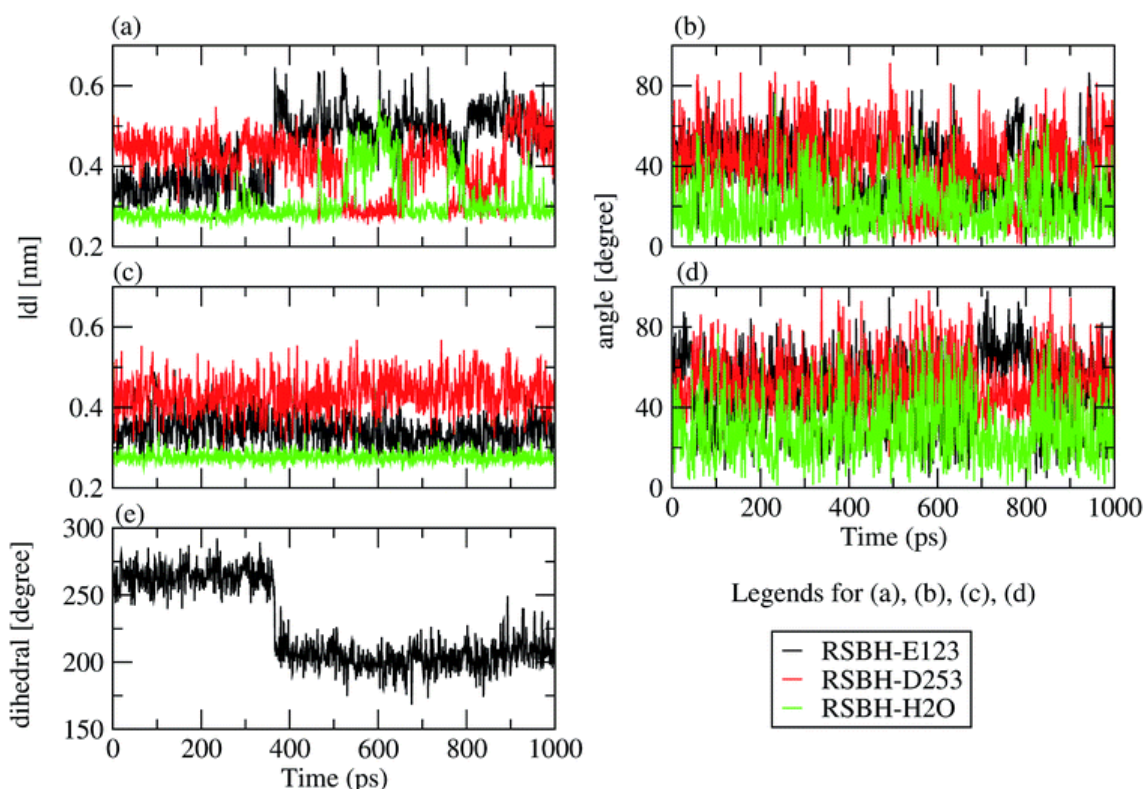 (a)
(b)
|d| [nm]
0.6
0.4
0.2
angle [degree]
80
40
0
(c)
(d)
0.6
0.4
0.2
80
40
0
0 200 400 600 800 1000
Time (ps)
(e)
dihedral [degree]
300
250
200
150
0 200 400 600 800 1000
Time (ps)
Legends for (a), (b), (c), (d)
RSBH-E123
RSBH-D253
RSBH-H2O